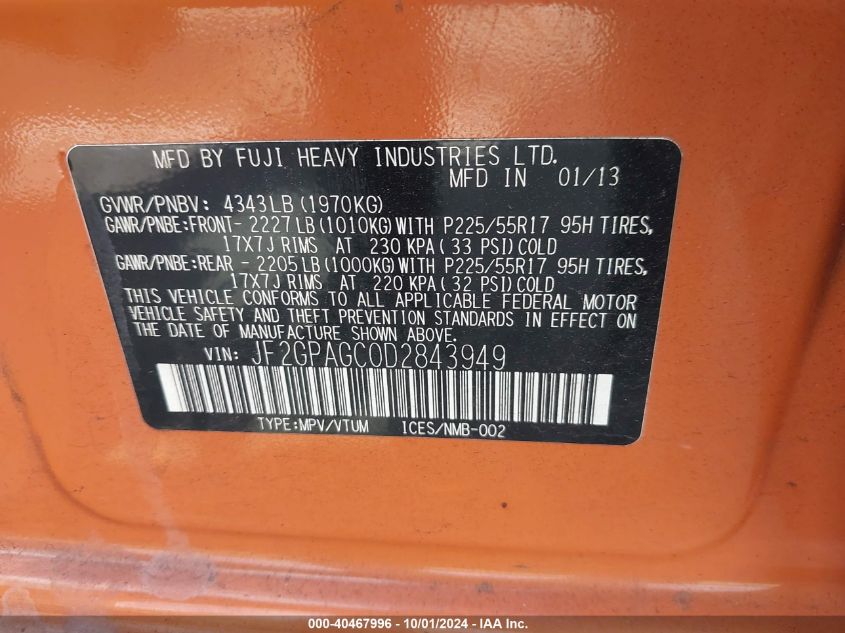 MFD BY FUJI HEAVY INDUSTRIES LTD.
MFD IN 01/13
GVWR/PNBV: 4343LB (1970KG)
GAWR/PNBE:FRONT- 2227LB (1010KG) WITH P225/55R17 95H TIRES,
17X7J RIMS AT 230 KPA (33 PSI) COLD
GAWR/PNBE:REAR - 2205LB (1000KG) WITH P225/55R17 95H TIRES,
17X7J RIMS AT 220 KPA (32 PSI) COLD
THIS VEHICLE CONFORMS TO ALL APPLICABLE FEDERAL MOTOR
VEHICLE SAFETY AND THEFT PREVENTION STANDARDS IN EFFECT ON
THE DATE OF MANUFACTURE SHOWN ABOVE.
VIN: JF2GPAGC0D2843949
TYPE:MPV/VTUM ICES/NMB-002
000-40467996 - 10/01/2024 - IAA Inc.